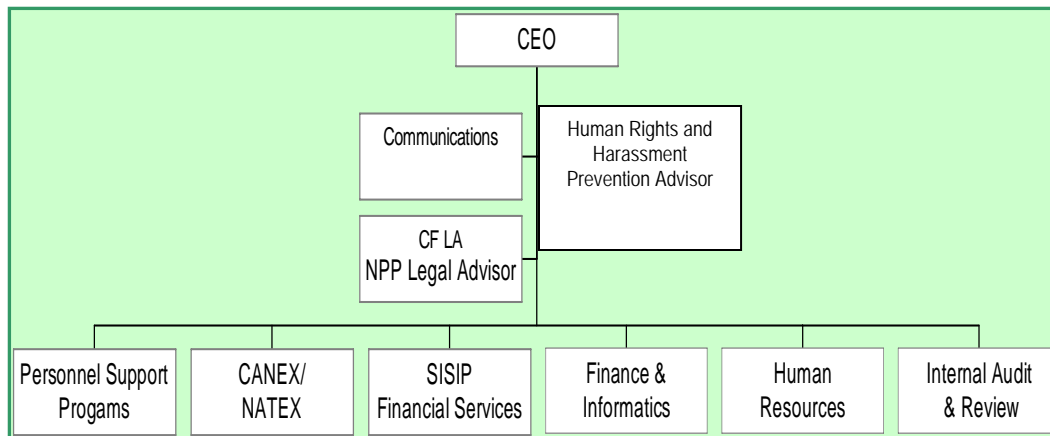 CEO
Communications
Human Rights and
Harassment
Prevention Advisor
CF LA
NPP Legal Advisor
Personnel Support
Progams
CANEX/
NATEX
SISIP
Financial Services
Finance &
Informatics
Human
Resources
Internal Audit
& Review